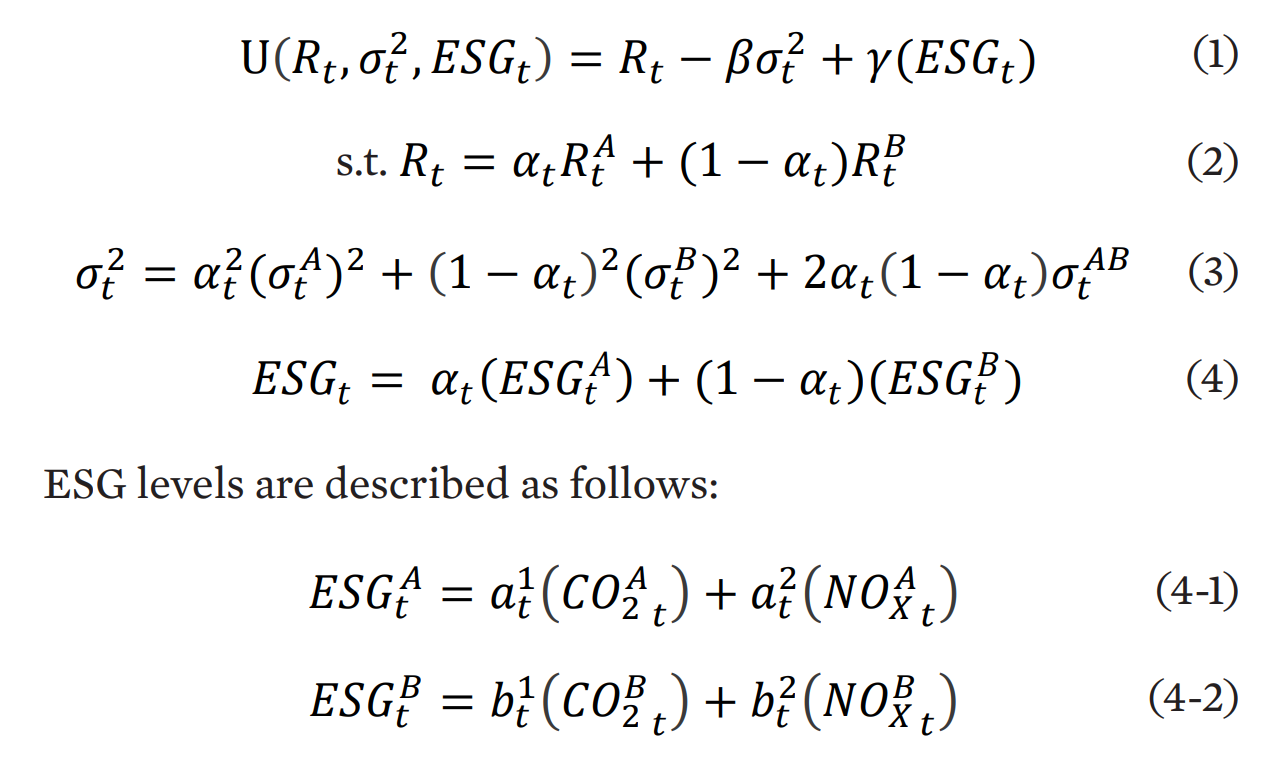 U(R_t, σ_t^2, ESG_t) = R_t − βσ_t^2 + γ(ESG_t) (1)
s.t. R_t = α_t R_t^A + (1 − α_t)R_t^B (2)
σ_t^2 = α_t^2(σ_t^A)^2 + (1 − α_t)^2(σ_t^B)^2 + 2α_t(1 − α_t)σ_t^{AB} (3)
ESG_t = α_t(ESG_t^A) + (1 − α_t)(ESG_t^B) (4)
ESG levels are described as follows:
ESG_t^A = a_t^1(CO_2^A_t) + a_t^2(NO_X^A_t) (4-1)
ESG_t^B = b_t^1(CO_2^B_t) + b_t^2(NO_X^B_t) (4-2)